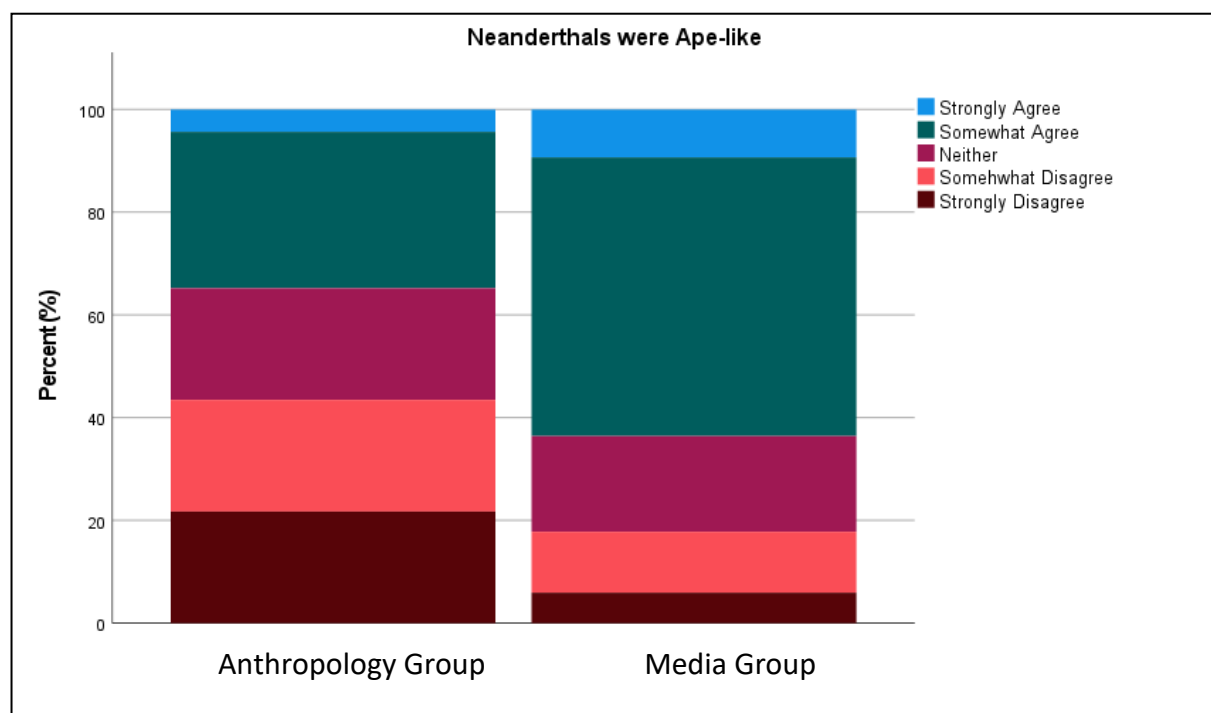 Neanderthals were Ape-like
100
80
60
40
20
0
Percent (%)
Strongly Agree
Somewhat Agree
Neither
Somehwhat Disagree
Strongly Disagree
Anthropology Group
Media Group